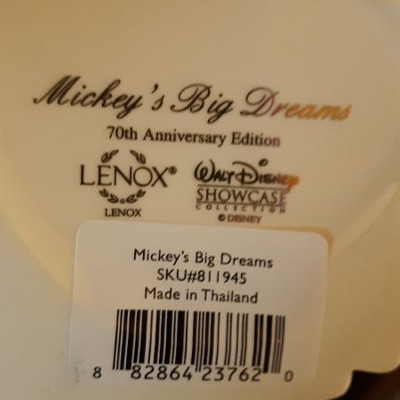 Mickey's Big Dreams
70th Anniversary Edition
LENOX®
LENOX
©
WALT DISNEY
SHOWCASE
COLLECTION
© DISNEY
Mickey's Big Dreams
SKU#811945
Made in Thailand
8 82864 23762 0